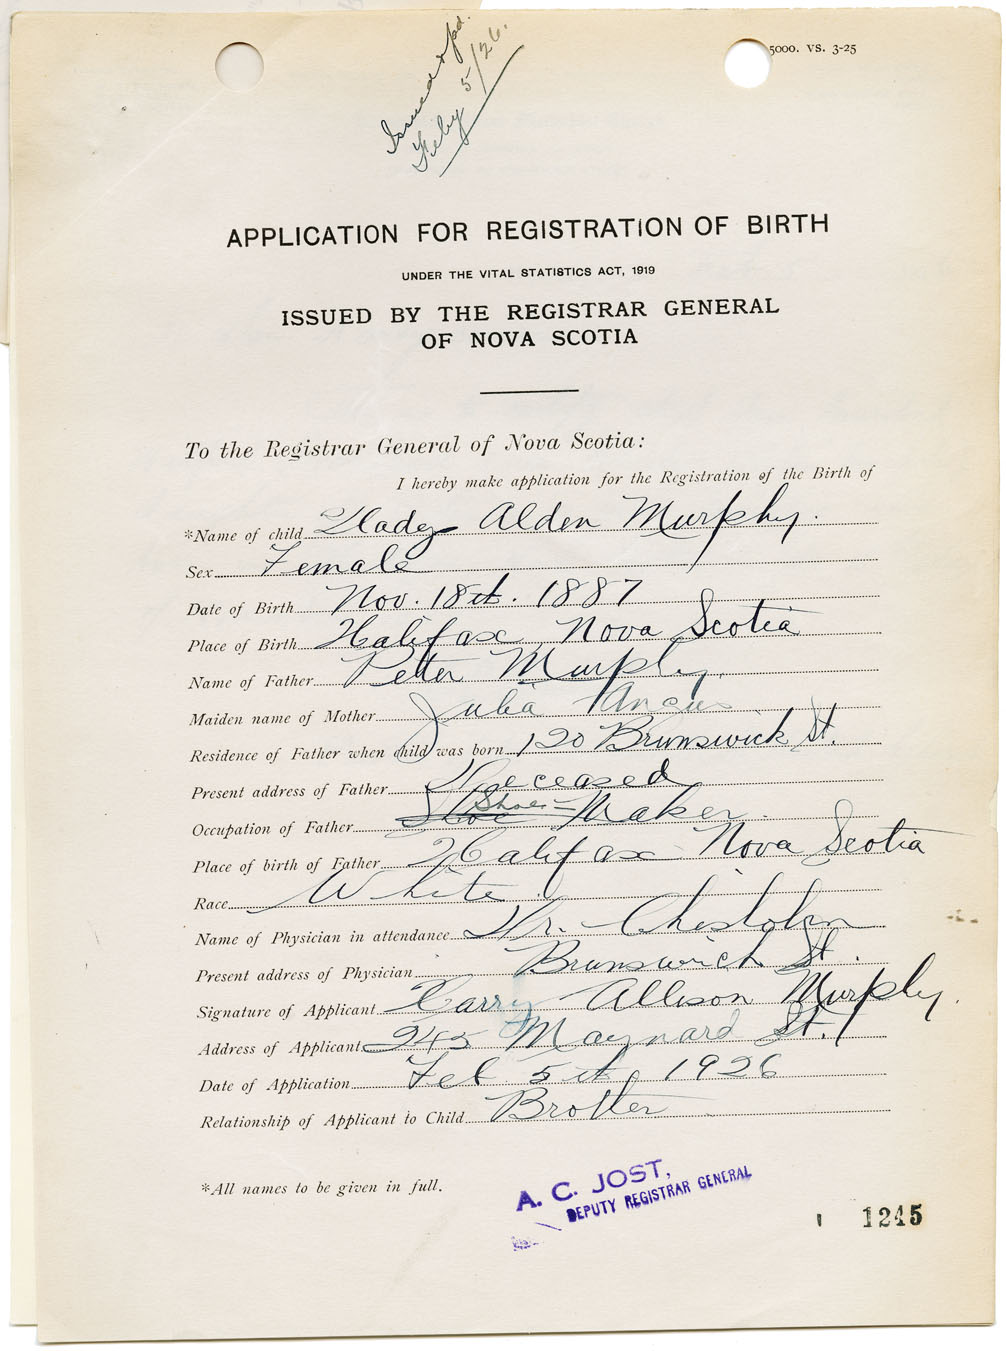 Issued & pd.
Feby 5/26.
5000. VS. 3-25
APPLICATION FOR REGISTRATION OF BIRTH
UNDER THE VITAL STATISTICS ACT, 1919
ISSUED BY THE REGISTRAR GENERAL
OF NOVA SCOTIA
To the Registrar General of Nova Scotia:
I hereby make application for the Registration of the Birth of
*Name of child Gladys Alden Murphy.
Sex Female
Date of Birth Nov. 18th. 1887
Place of Birth Halifax Nova Scotia
Name of Father Peter Murphy.
Maiden name of Mother Julia Angus
Residence of Father when child was born 120 Brunswick St.
Present address of Father Deceased
Occupation of Father Shoe Shoe-Maker.
Place of birth of Father Halifax Nova Scotia
Race White
Name of Physician in attendance Dr. Chisholm
Present address of Physician Brunswick St.
Signature of Applicant Harry Allison Murphy.
Address of Applicant 245 Maynard St.
Date of Application Feb 5th 1926
Relationship of Applicant to Child Brother
*All names to be given in full.
A. C. JOST,
DEPUTY REGISTRAR GENERAL
1245